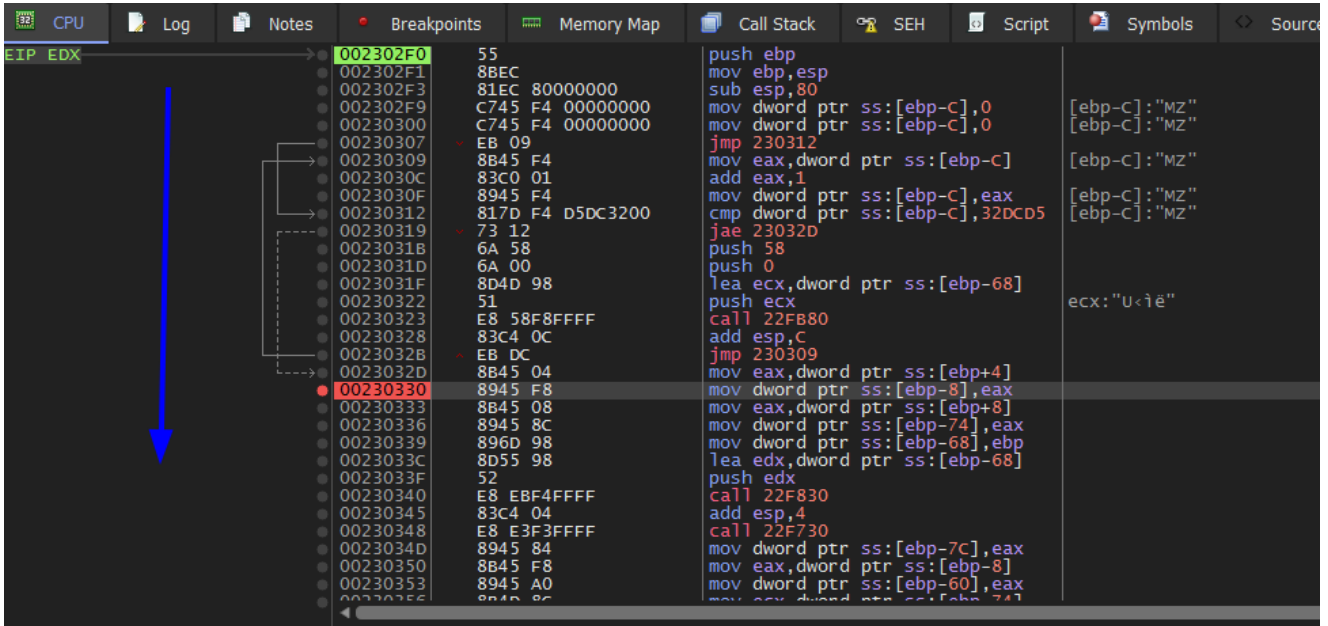 CPU Log Notes Breakpoints Memory Map Call Stack SEH Script Symbols Source
EIP EDX 002302F0 55 push ebp
002302F1 8BEC mov ebp,esp
002302F3 81EC 80000000 sub esp,80
002302F9 C745 F4 00000000 mov dword ptr ss:[ebp-C],0 [ebp-C]:"MZ"
00230300 C745 F4 00000000 mov dword ptr ss:[ebp-C],0 [ebp-C]:"MZ"
00230307 EB 09 jmp 230312
00230309 8B45 F4 mov eax,dword ptr ss:[ebp-C] [ebp-C]:"MZ"
0023030C 83C0 01 add eax,1
0023030F 8945 F4 mov dword ptr ss:[ebp-C],eax [ebp-C]:"MZ"
00230312 817D F4 D5DC3200 cmp dword ptr ss:[ebp-C],32DCD5 [ebp-C]:"MZ"
00230319 73 12 jae 23032D
0023031B 6A 58 push 58
0023031D 6A 00 push 0
0023031F 8D4D 98 lea ecx,dword ptr ss:[ebp-68]
00230322 51 push ecx ecx:"U‹ìë"
00230323 E8 58F8FFFF call 22FB80
00230328 83C4 0C add esp,C
0023032B EB DC jmp 230309
0023032D 8B45 04 mov eax,dword ptr ss:[ebp+4]
00230330 8945 F8 mov dword ptr ss:[ebp-8],eax
00230333 8B45 08 mov eax,dword ptr ss:[ebp+8]
00230336 8945 8C mov dword ptr ss:[ebp-74],eax
00230339 896D 98 mov dword ptr ss:[ebp-68],ebp
0023033C 8D55 98 lea edx,dword ptr ss:[ebp-68]
0023033F 52 push edx
00230340 E8 EBF4FFFF call 22F830
00230345 83C4 04 add esp,4
00230348 E8 E3F3FFFF call 22F730
0023034D 8945 84 mov dword ptr ss:[ebp-7C],eax
00230350 8B45 F8 mov eax,dword ptr ss:[ebp-8]
00230353 8945 A0 mov dword ptr ss:[ebp-60],eax